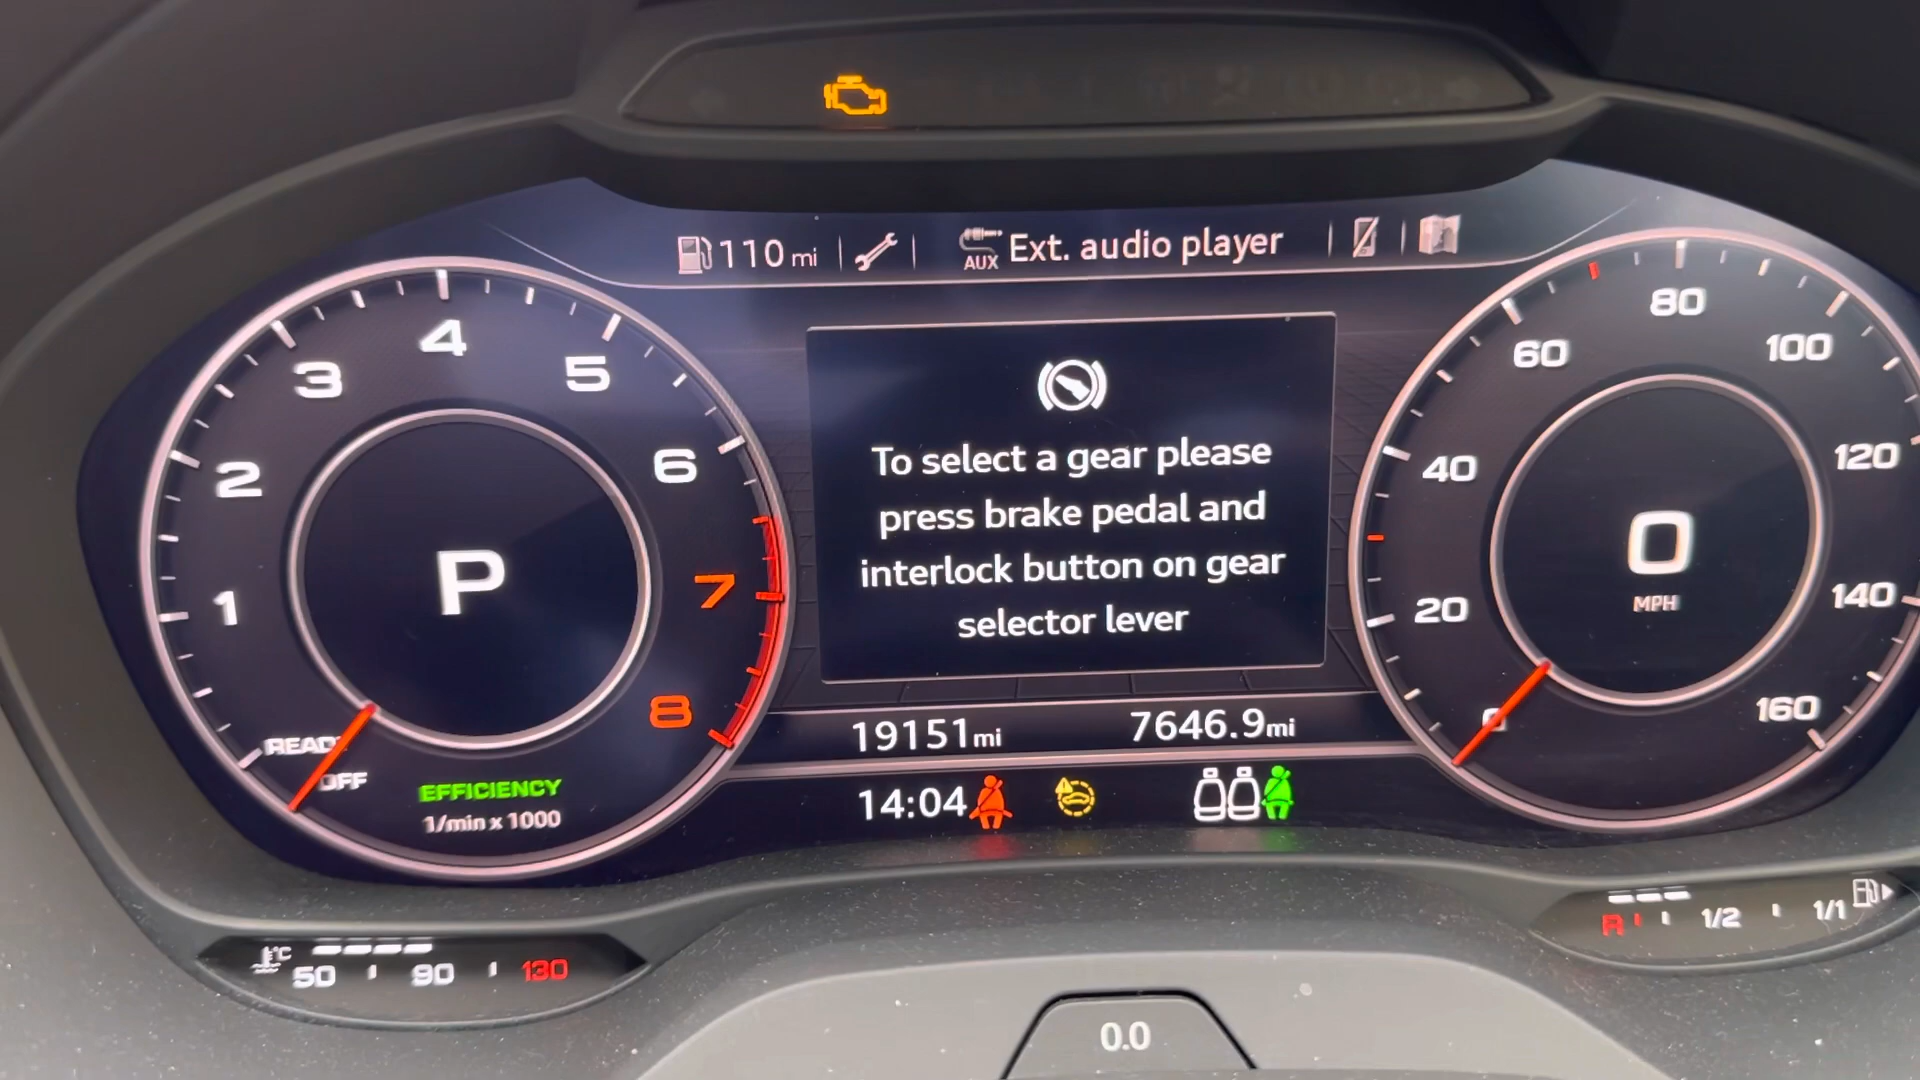 110 mi
AUX Ext. audio player
1
2
3
4
5
6
7
8
P
READY
OFF
EFFICIENCY
1/min x 1000
To select a gear please
press brake pedal and
interlock button on gear
selector lever
19151 mi
7646.9 mi
14:04
0
20
40
60
80
100
120
140
160
0
MPH
°C
50
90
130
R
1/2
1/1
0.0